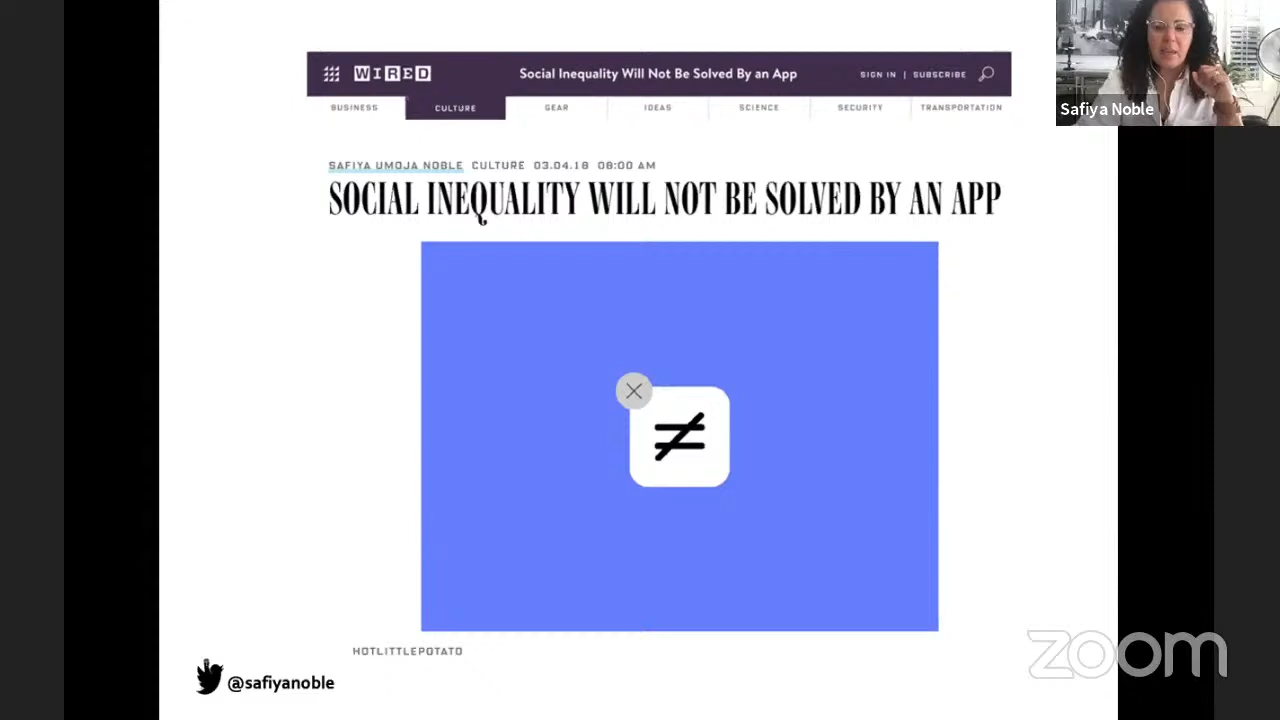 WIRED
Social Inequality Will Not Be Solved By an App
SIGN IN | SUBSCRIBE
BUSINESS
CULTURE
GEAR
IDEAS
SCIENCE
SECURITY
TRANSPORTATION
SAFIYA UMOJA NOBLE CULTURE 03.04.18 08:00 AM
SOCIAL INEQUALITY WILL NOT BE SOLVED BY AN APP
≠
HOTLITTLEPOTATO
@safiyanoble
Safiya Noble
zoom